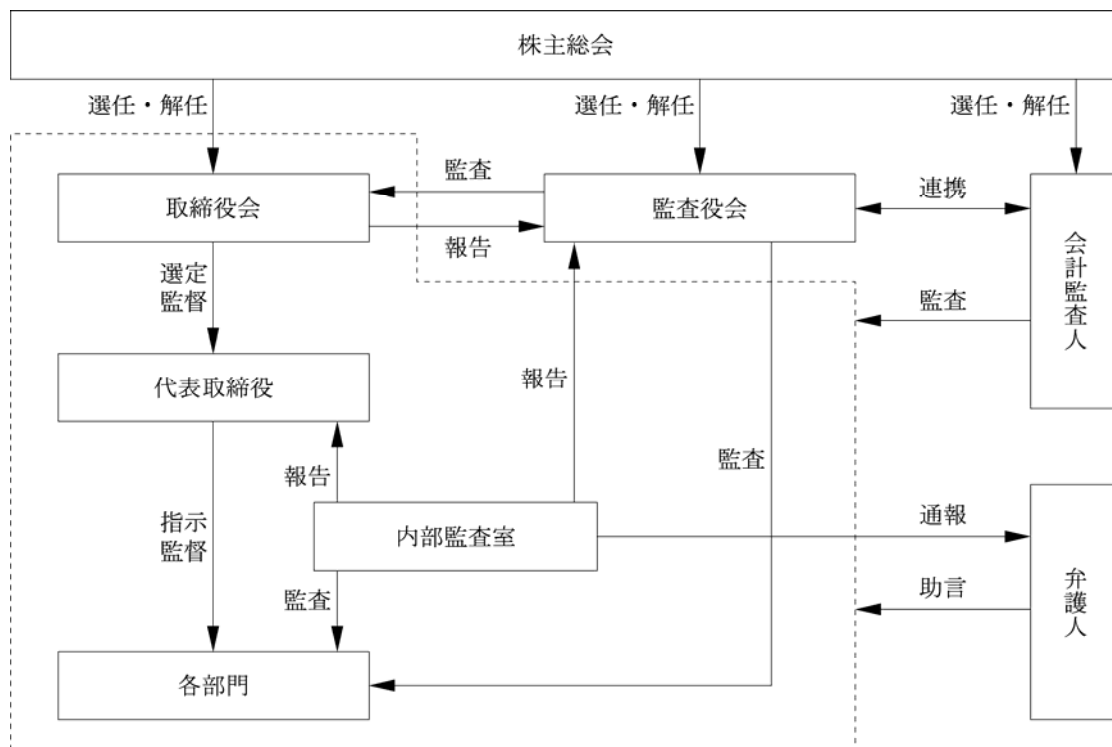 株主総会
選任・解任
選任・解任
選任・解任
監査
連携
取締役会
監査役会
報告
会計監査人
選定
監督
監査
代表取締役
報告
監査
報告
指示
監督
内部監査室
通報
監査
助言
弁護人
各部門